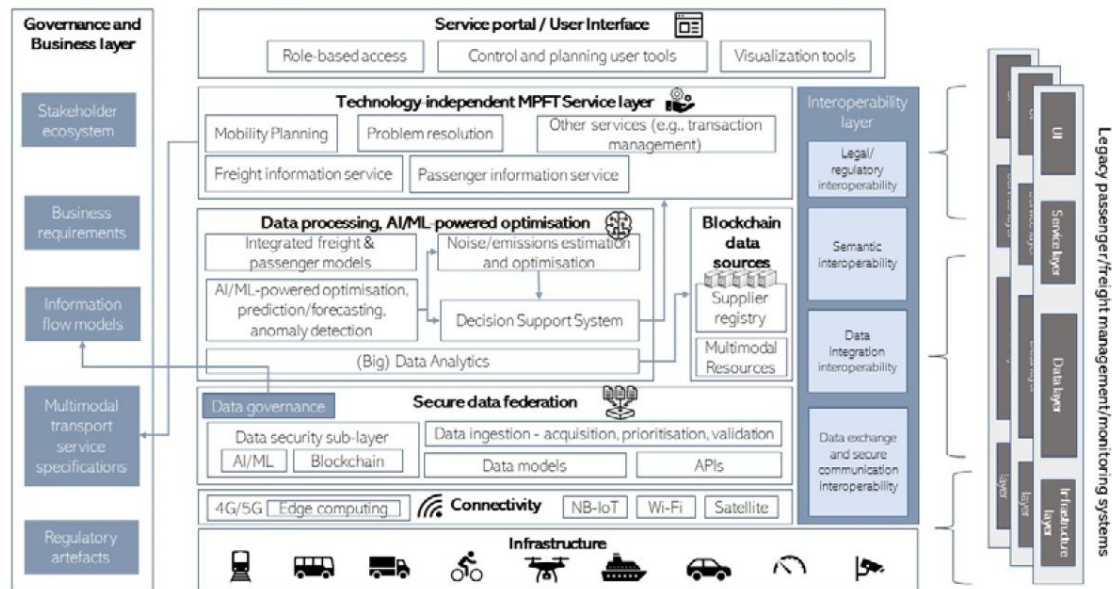 Governance and
Business layer
Stakeholder
ecosystem
Business
requirements
Information
flow models
Multimodal
transport
service
specifications
Regulatory
artefacts
Service portal / User Interface
Role-based access
Control and planning user tools
Visualization tools
Technology-independent MPFT Service layer
Mobility Planning
Problem resolution
Other services (e.g., transaction
management)
Freight information service
Passenger information service
Data processing, AI/ML-powered optimisation
Integrated freight &
passenger models
Noise/emissions estimation
and optimisation
AI/ML-powered optimisation,
prediction/forecasting,
anomaly detection
Decision Support System
(Big) Data Analytics
Blockchain
data
sources
Supplier
registry
Multimodal
Resources
Data governance
Secure data federation
Data security sub-layer
AI/ML
Blockchain
Data ingestion - acquisition, prioritisation, validation
Data models
APIs
4G/5G
Edge computing
Connectivity
NB-IoT
Wi-Fi
Satellite
Infrastructure
Interoperability
layer
Legal/
regulatory
interoperability
Semantic
interoperability
Data
integration
interoperability
Data exchange
and secure
communication
Interoperability
UI
Service layer
Data layer
Infrastructure
layer
Legacy passenger/freight management/monitoring systems